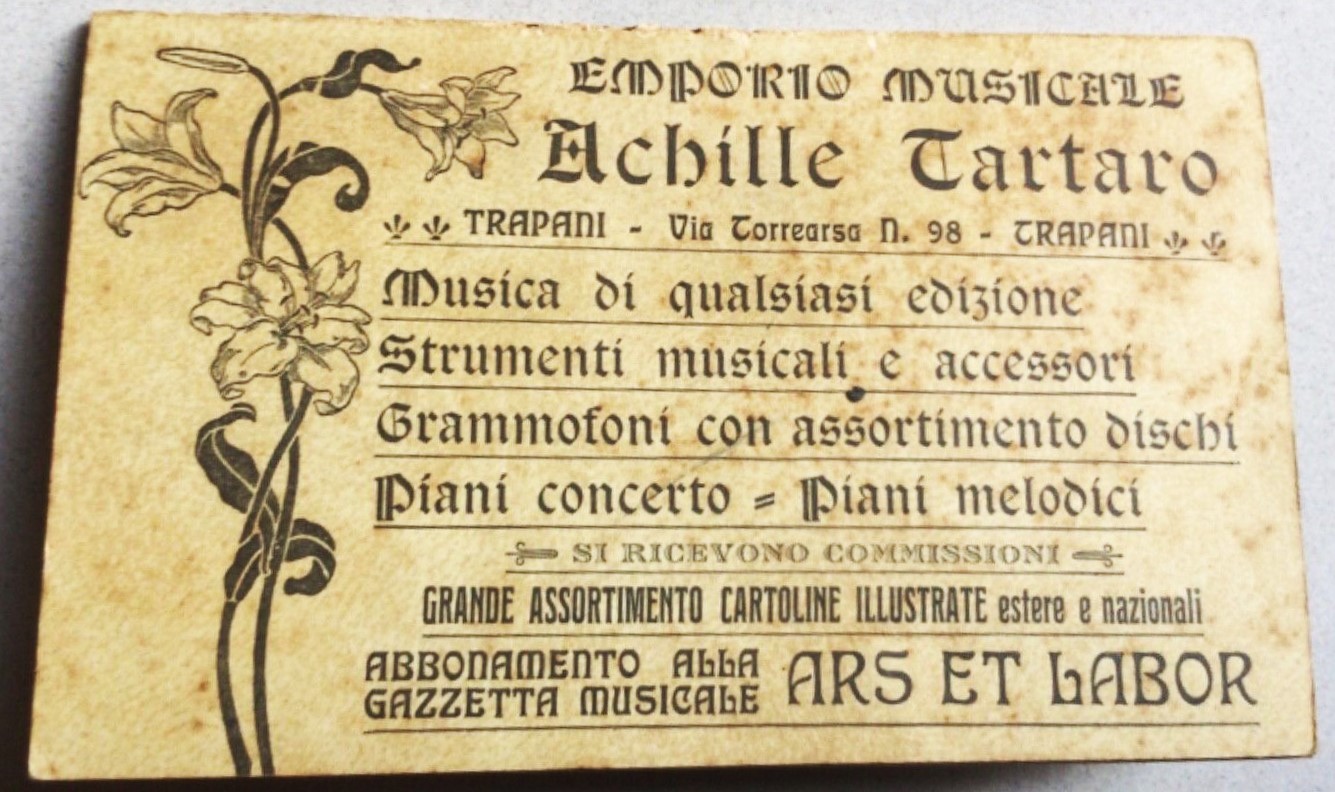 EMPORIO MUSICALE
Achille Tartaro
TRAPANI - Via Torrearsa N. 98 - TRAPANI
Musica di qualsiasi edizione
Strumenti musicali e accessori
Grammofoni con assortimento dischi
Piani concerto = Piani melodici
SI RICEVONO COMMISSIONI
GRANDE ASSORTIMENTO CARTOLINE ILLUSTRATE estere e nazionali
ABBONAMENTO ALLA
GAZZETTA MUSICALE
ARS ET LABOR